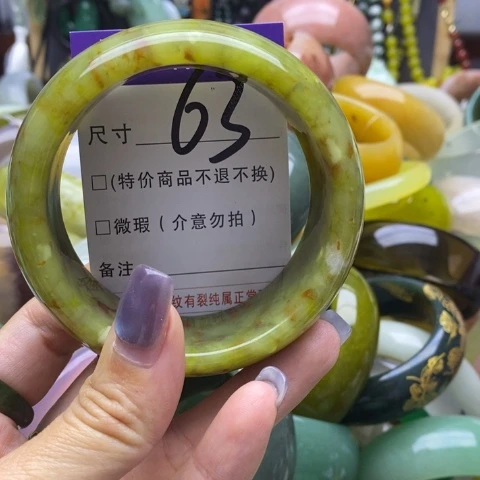 尺寸 63
□(特价商品不退不换)
□微瑕(介意勿拍)
备注
纹有裂纯属正常